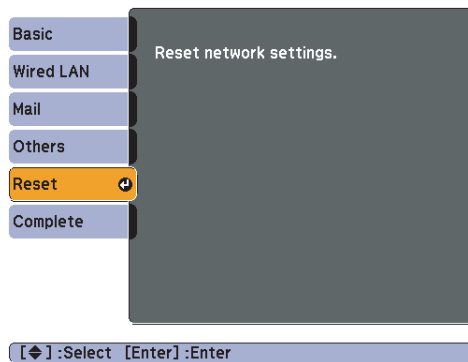 Basic
Wired LAN
Mail
Others
Reset
Complete
Reset network settings.
[◆] :Select [Enter] :Enter